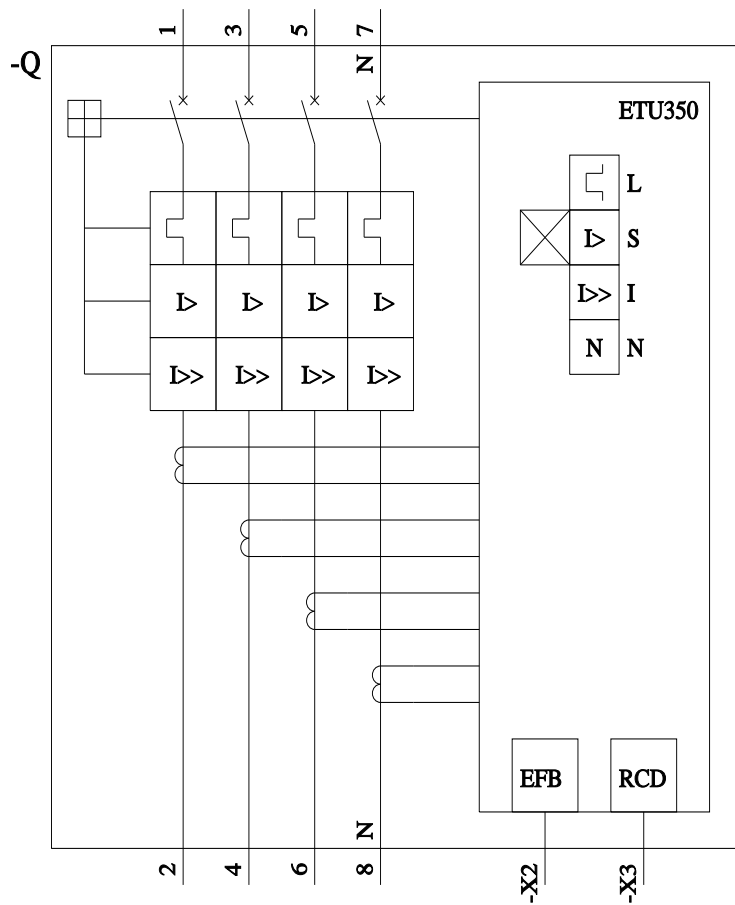 1 3 5 7
-Q
N
ETU350
L
I> S
I> I> I> I>
I>> I
N N
I>> I>> I>> I>>
EFB RCD
N
2 4 6 8 -X2 -X3